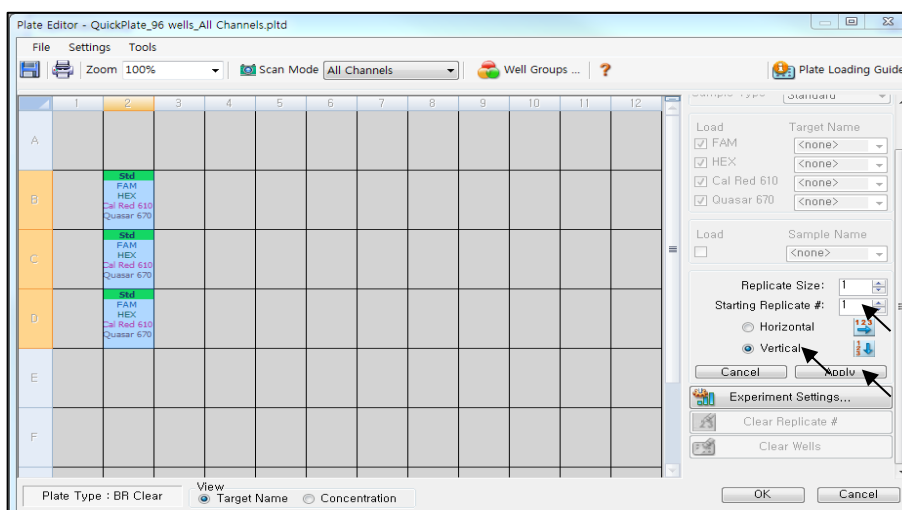 Plate Editor - QuickPlate_96 wells_All Channels.pltd
File Settings Tools
Zoom 100% Scan Mode All Channels Well Groups ... ? Plate Loading Guide
1 2 3 4 5 6 7 8 9 10 11 12
Sample Type Standard
A
Load Target Name
FAM <none>
HEX <none>
Cal Red 610 <none>
Quasar 670 <none>
B
Std
FAM
HEX
Cal Red 610
Quasar 670
Load Sample Name
<none>
C
Std
FAM
HEX
Cal Red 610
Quasar 670
Replicate Size: 1
Starting Replicate #: 1
Horizontal 123
Vertical
D
Std
FAM
HEX
Cal Red 610
Quasar 670
Cancel Apply
E
Experiment Settings...
Clear Replicate #
F
Clear Wells
Plate Type : BR Clear
View
Target Name Concentration
OK Cancel